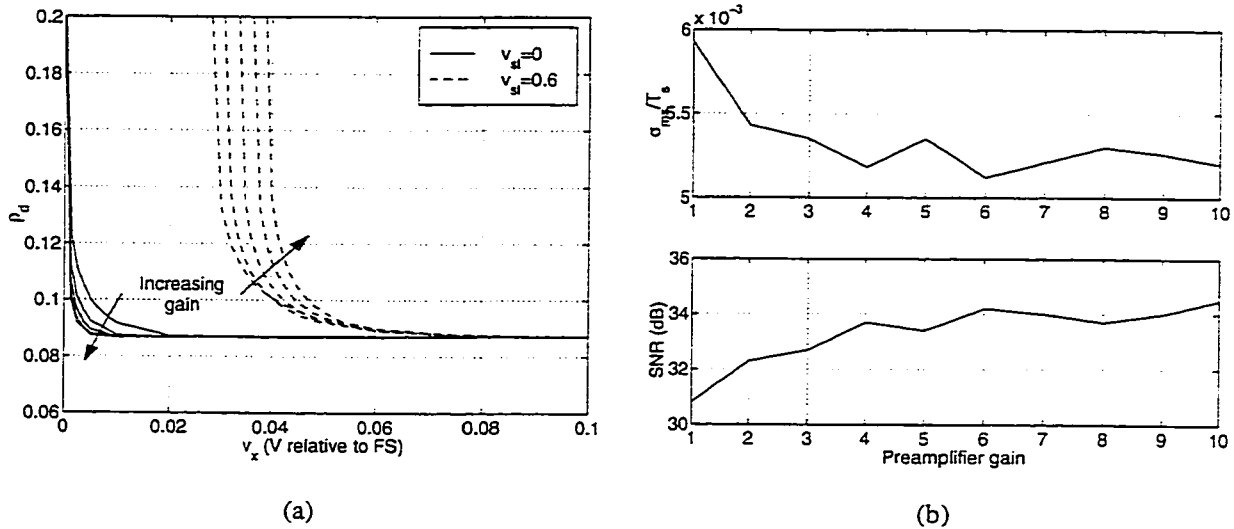 0.2
0.18
0.16
0.14
0.12
0.1
0.08
0.06
ρ_d
v_sl=0
v_sl=0.6
Increasing
gain
0
0.02
0.04
0.06
0.08
0.1
v_x (V relative to FS)
(a)
6 x 10^-3
5.5
5
σ_min/T_s
1 2 3 4 5 6 7 8 9 10
36
34
32
30
SNR (dB)
1 2 3 4 5 6 7 8 9 10
Preamplifier gain
(b)